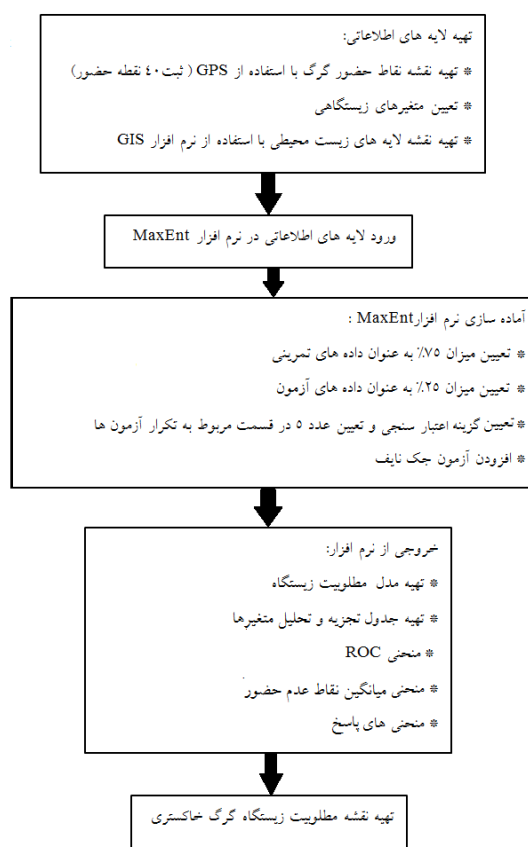 تهیه لایه های اطلاعاتی:
* تهیه نقشه نقاط حضور گرگ با استفاده از GPS ( ثبت ۴۰ نقطه حضور)
* تعیین متغیرهای زیستگاهی
* تهیه نقشه لایه های زیست محیطی با استفاده از نرم افزار GIS
ورود لایه های اطلاعاتی در نرم افزار MaxEnt
آماده سازی نرم افزار MaxEnt :
* تعیین میزان ۷۵٪ به عنوان داده های تمرینی
* تعیین میزان ۲۵٪ به عنوان داده های آزمون
* تعیین گزینه اعتبار سنجی و تعیین عدد ۵ در قسمت مربوط به تکرار آزمون ها
* افزودن آزمون جک نایف
خروجی از نرم افزار:
* تهیه مدل مطلوبیت زیستگاه
* تهیه جدول تجزیه و تحلیل متغیرها
* منحنی ROC
* منحنی میانگین نقاط عدم حضور
* منحنی های پاسخ
تهیه نقشه مطلوبیت زیستگاه گرگ خاکستری